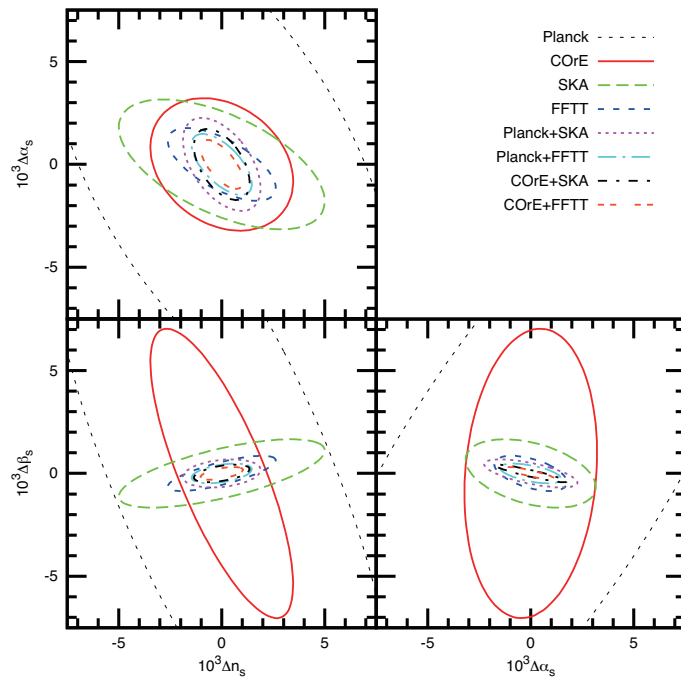 Planck
COrE
SKA
FFTT
Planck+SKA
Planck+FFTT
COrE+SKA
COrE+FFTT
5
0
-5
10³Δαₛ
5
0
-5
10³Δβₛ
-5 0 5
10³Δnₛ
-5 0 5
10³Δαₛ